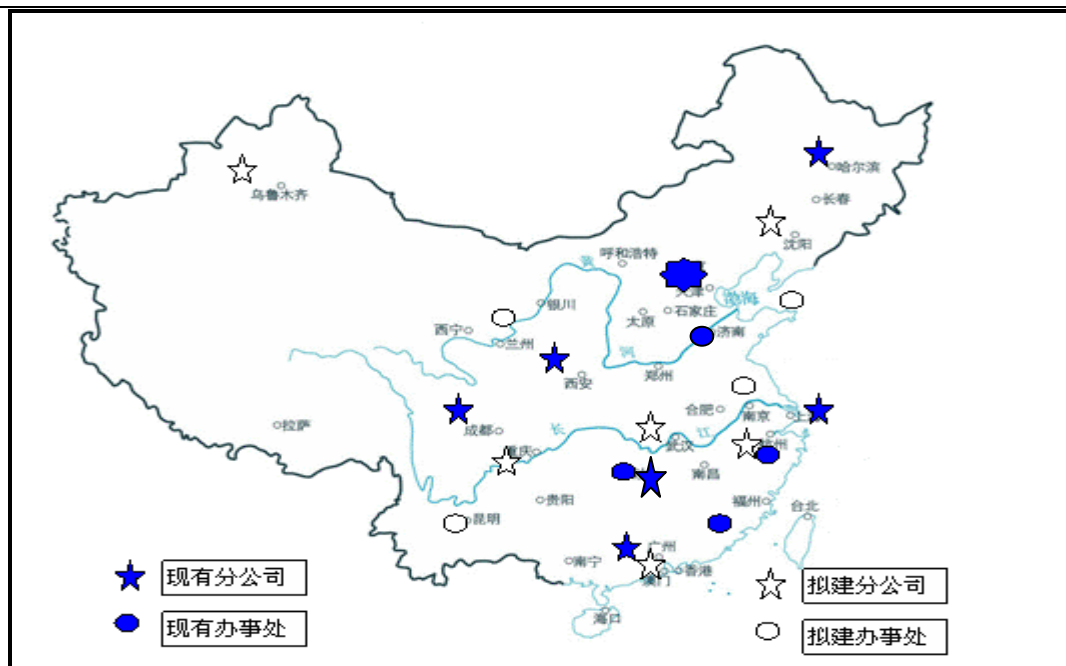 哈尔滨
乌鲁木齐
长春
沈阳
呼和浩特
黄
天津
渤海
银川
石家庄
太原
西宁
济南
兰州
河
西安
郑州
合肥
南京
上海
拉萨
成都
长
江
武汉
杭州
重庆
南昌
贵阳
福州
台北
昆明
广州
南宁
香港
澳门
海口
现有分公司
拟建分公司
现有办事处
拟建办事处